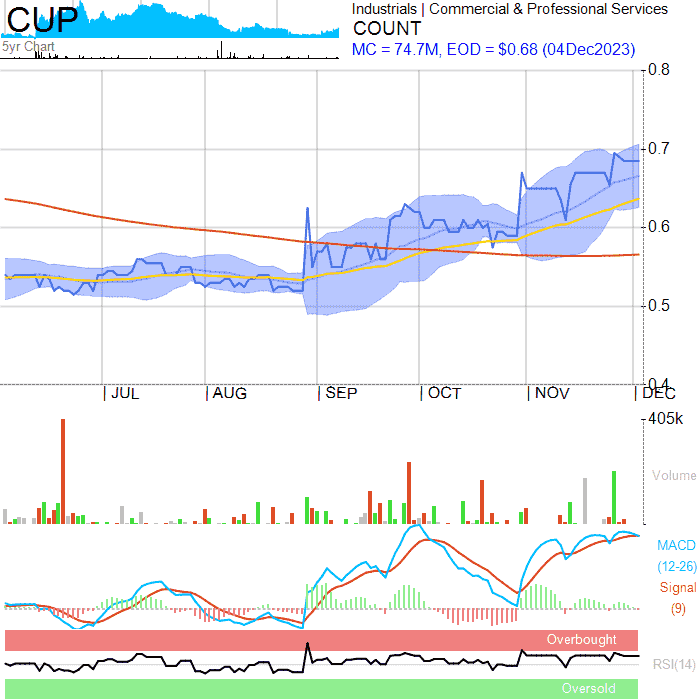 CUP
Industrials | Commercial & Professional Services
COUNT
5yr Chart
MC = 74.7M, EOD = $0.68 (04Dec2023)
0.8
0.7
0.6
0.5
0.4
JUL AUG SEP OCT NOV DEC
405k
Volume
MACD
(12-26)
Signal
(9)
Overbought
RSI(14)
Oversold